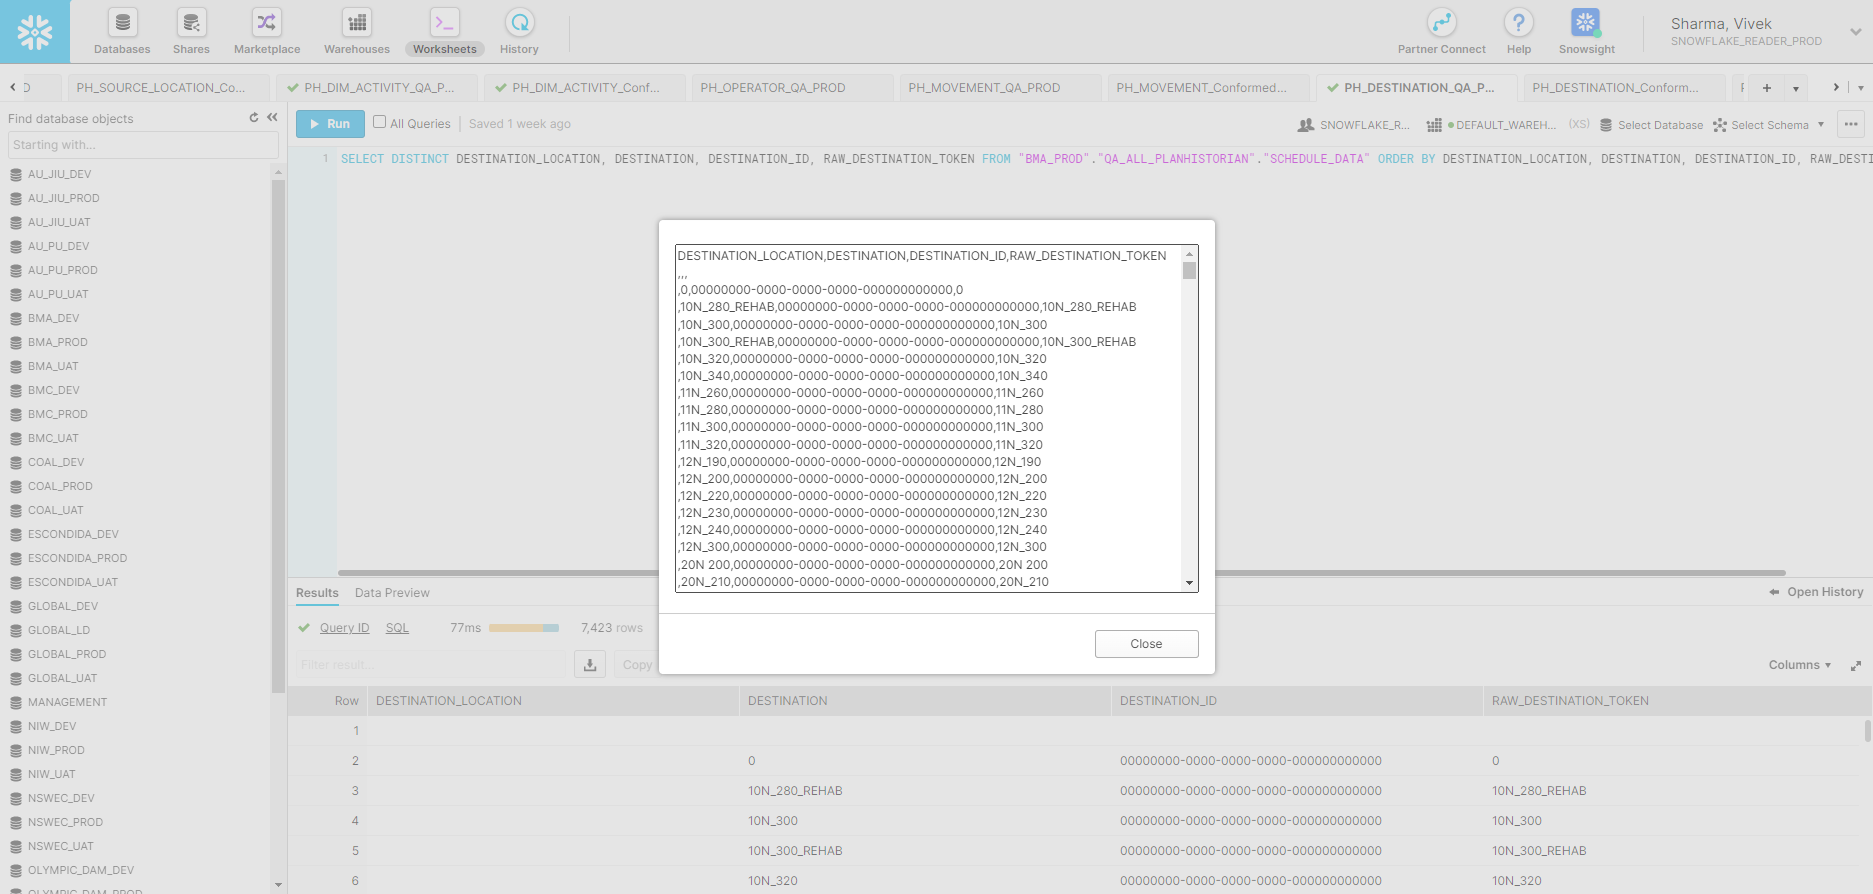 Databases
Shares
Marketplace
Warehouses
Worksheets
History
Partner Connect
Help
Snowsight
Sharma, Vivek
SNOWFLAKE_READER_PROD
PH_SOURCE_LOCATION_Co...
PH_DIM_ACTIVITY_QA_P...
PH_DIM_ACTIVITY_Conf...
PH_OPERATOR_QA_PROD
PH_MOVEMENT_QA_PROD
PH_MOVEMENT_Conformed...
PH_DESTINATION_QA_P...
PH_DESTINATION_Conform...
Find database objects
Starting with...
AU_JIU_DEV
AU_JIU_PROD
AU_JIU_UAT
AU_PU_DEV
AU_PU_PROD
AU_PU_UAT
BMA_DEV
BMA_PROD
BMA_UAT
BMC_DEV
BMC_PROD
BMC_UAT
COAL_DEV
COAL_PROD
COAL_UAT
ESCONDIDA_DEV
ESCONDIDA_PROD
ESCONDIDA_UAT
GLOBAL_DEV
GLOBAL_LD
GLOBAL_PROD
GLOBAL_UAT
MANAGEMENT
NIW_DEV
NIW_PROD
NIW_UAT
NSWEC_DEV
NSWEC_PROD
NSWEC_UAT
OLYMPIC_DAM_DEV
OLYMPIC_DAM_PROD
Run
All Queries
Saved 1 week ago
SNOWFLAKE_R...
DEFAULT_WAREH...
(XS)
Select Database
Select Schema
1 SELECT DISTINCT DESTINATION_LOCATION, DESTINATION, DESTINATION_ID, RAW_DESTINATION_TOKEN FROM "BMA_PROD"."QA_ALL_PLANHISTORIAN"."SCHEDULE_DATA" ORDER BY DESTINATION_LOCATION, DESTINATION, DESTINATION_ID, RAW_DESTI
DESTINATION_LOCATION,DESTINATION,DESTINATION_ID,RAW_DESTINATION_TOKEN
,,,
,0,00000000-0000-0000-0000-000000000000,0
,10N_280_REHAB,00000000-0000-0000-0000-000000000000,10N_280_REHAB
,10N_300,00000000-0000-0000-0000-000000000000,10N_300
,10N_300_REHAB,00000000-0000-0000-0000-000000000000,10N_300_REHAB
,10N_320,00000000-0000-0000-0000-000000000000,10N_320
,10N_340,00000000-0000-0000-0000-000000000000,10N_340
,11N_260,00000000-0000-0000-0000-000000000000,11N_260
,11N_280,00000000-0000-0000-0000-000000000000,11N_280
,11N_300,00000000-0000-0000-0000-000000000000,11N_300
,11N_320,00000000-0000-0000-0000-000000000000,11N_320
,12N_190,00000000-0000-0000-0000-000000000000,12N_190
,12N_200,00000000-0000-0000-0000-000000000000,12N_200
,12N_220,00000000-0000-0000-0000-000000000000,12N_220
,12N_230,00000000-0000-0000-0000-000000000000,12N_230
,12N_240,00000000-0000-0000-0000-000000000000,12N_240
,12N_300,00000000-0000-0000-0000-000000000000,12N_300
,20N 200,00000000-0000-0000-0000-000000000000,20N 200
,20N_210,00000000-0000-0000-0000-000000000000,20N_210
Close
Results
Data Preview
Open History
Query ID
SQL
77ms
7,423 rows
Filter result...
Copy
Columns
Row DESTINATION_LOCATION DESTINATION DESTINATION_ID RAW_DESTINATION_TOKEN
1
2 0 00000000-0000-0000-0000-000000000000 0
3 10N_280_REHAB 00000000-0000-0000-0000-000000000000 10N_280_REHAB
4 10N_300 00000000-0000-0000-0000-000000000000 10N_300
5 10N_300_REHAB 00000000-0000-0000-0000-000000000000 10N_300_REHAB
6 10N_320 00000000-0000-0000-0000-000000000000 10N_320